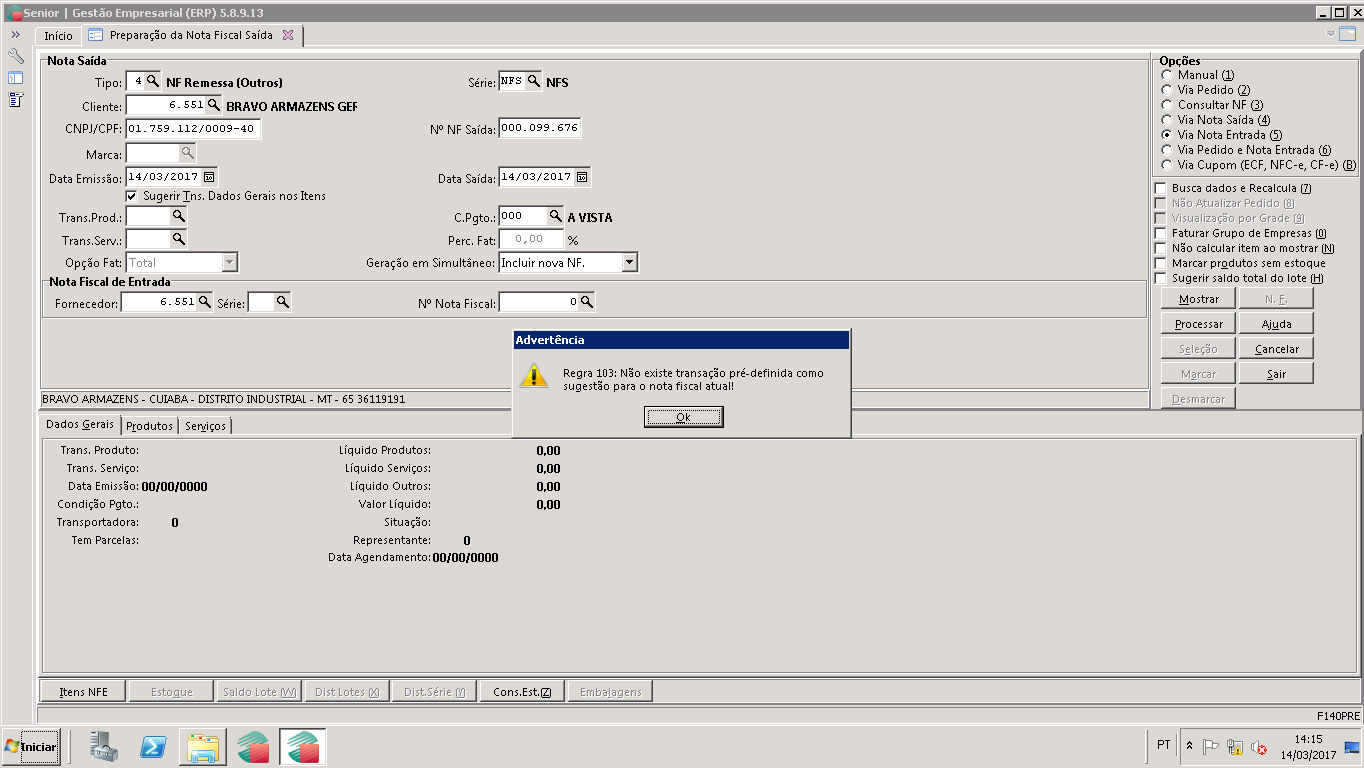 Senior | Gestão Empresarial (ERP) 5.8.9.13
Início
Preparação da Nota Fiscal Saída
Nota Saída
Tipo: 4 NF Remessa (Outros) Série: NFS NFS
Cliente: 6.551 BRAVO ARMAZENS GEF
CNPJ/CPF: 01.759.112/0009-40 Nº NF Saída: 000.099.676
Marca:
Data Emissão: 14/03/2017 Data Saída: 14/03/2017
Sugerir Tns. Dados Gerais nos Itens
Trans.Prod.: C.Pgto.: 000 A VISTA
Trans.Serv.: Perc. Fat: 0,00 %
Opção Fat: Total Geração em Simultâneo: Incluir nova NF.
Nota Fiscal de Entrada
Fornecedor: 6.551 Série: Nº Nota Fiscal: 0
BRAVO ARMAZENS - CUIABA - DISTRITO INDUSTRIAL - MT - 65 36119191
Opções
Manual (1)
Via Pedido (2)
Consultar NF (3)
Via Nota Saída (4)
Via Nota Entrada (5)
Via Pedido e Nota Entrada (6)
Via Cupom (ECF, NFC-e, CF-e) (B)
Busca dados e Recalcula (7)
Não Atualizar Pedido (8)
Visualização por Grade (9)
Faturar Grupo de Empresas (0)
Não calcular item ao mostrar (N)
Marcar produtos sem estoque
Sugerir saldo total do lote (H)
Mostrar N. F.
Processar Ajuda
Seleção Cancelar
Marcar Sair
Desmarcar
Advertência
Regra 103: Não existe transação pré-definida como
sugestão para o nota fiscal atual!
Ok
Dados Gerais Produtos Serviços
Trans. Produto: Líquido Produtos: 0,00
Trans. Serviço: Líquido Serviços: 0,00
Data Emissão: 00/00/0000 Líquido Outros: 0,00
Condição Pgto.: Valor Líquido: 0,00
Transportadora: 0 Situação:
Tem Parcelas: Representante: 0
Data Agendamento: 00/00/0000
Itens NFE Estoque Saldo Lote (W) Dist Lotes (X) Dist.Série (Y) Cons.Est.(Z) Embalagens
F140PRE
Iniciar
PT
14:15
14/03/2017